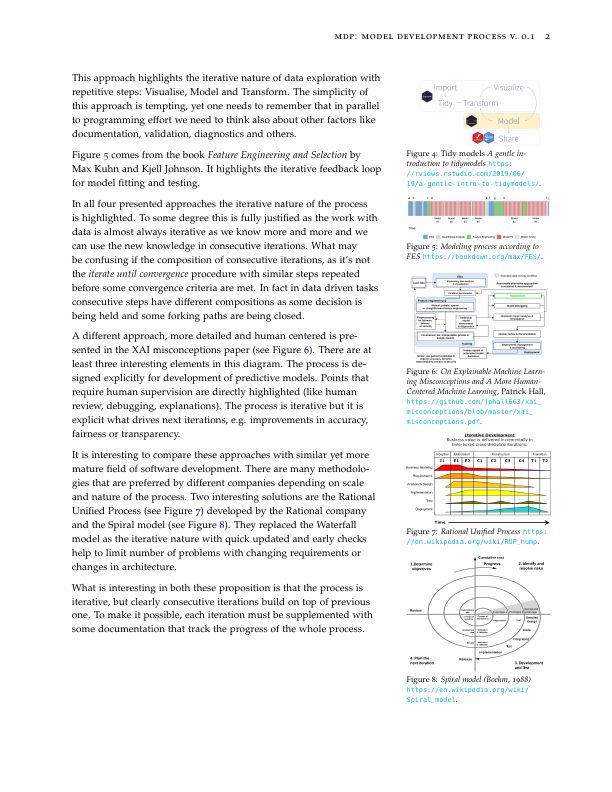 MDP: MODEL DEVELOPMENT PROCESS V. 0.1 2
This approach highlights the iterative nature of data exploration with
repetitive steps: Visualise, Model and Transform. The simplicity of
this approach is tempting, yet one needs to remember that in parallel
to programming effort we need to think also about other factors like
documentation, validation, diagnostics and others.
Figure 5 comes from the book Feature Engineering and Selection by
Max Kuhn and Kjell Johnson. It highlights the iterative feedback loop
for model fitting and testing.
In all four presented approaches the iterative nature of the process
is highlighted. To some degree this is fully justified as the work with
data is almost always iterative as we know more and more and we
can use the new knowledge in consecutive iterations. What may
be confusing if the composition of consecutive iterations, as it's not
the iterate until convergence procedure with similar steps repeated
before some convergence criteria are met. In fact in data driven tasks
consecutive steps have different compositions as some decision is
being held and some forking paths are being closed.
A different approach, more detailed and human centered is pre-
sented in the XAI misconceptions paper (see Figure 6). There are at
least three interesting elements in this diagram. The process is de-
signed explicitly for development of predictive models. Points that
require human supervision are directly highlighted (like human
review, debugging, explanations). The process is iterative but it is
explicit what drives next iterations, e.g. improvements in accuracy,
fairness or transparency.
It is interesting to compare these approaches with similar yet more
mature field of software development. There are many methodolo-
gies that are preferred by different companies depending on scale
and nature of the process. Two interesting solutions are the Rational
Unified Process (see Figure 7) developed by the Rational company
and the Spiral model (see Figure 8). They replaced the Waterfall
model as the iterative nature with quick updated and early checks
help to limit number of problems with changing requirements or
changes in architecture.
What is interesting in both these proposition is that the process is
iterative, but clearly consecutive iterations build on top of previous
one. To make it possible, each iteration must be supplemented with
some documentation that track the progress of the whole process.
Import
Visualize
Tidy
Transform
Model
Share
Figure 4: Tidy models A gentle in-
troduction to tidymodels https:
//rviews.rstudio.com/2019/06/
19/a-gentle-intro-to-tidymodels/.
Time
Figure 5: Modeling process according to
FES https://bookdown.org/max/FES/.
Figure 6: On Explainable Machine Learn-
ing Misconceptions and A More Human-
Centered Machine Learning, Patrick Hall,
https://github.com/jphall663/xai_
misconceptions/blob/master/xai_
misconceptions.pdf.
Iterative Development
Business value is delivered incrementally in
time-boxed cross-discipline iterations.
Inception Elaboration Construction Transition
I1 E1 E2 C1 C2 C3 C4 T1 T2
Business Modeling
Requirements
Analysis & Design
Implementation
Test
Deployment
Time
Figure 7: Rational Unified Process https:
//en.wikipedia.org/wiki/RUP_hump.
Cumulative cost
Progress
1.Determine
objectives
2. Identify and
resolve risks
Review
Detailed
design
Code
Integration
Test
Implementation
Release
4. Plan the
next iteration
3. Development
and Test
Figure 8: Spiral model (Boehm, 1988)
https://en.wikipedia.org/wiki/
Spiral_model.